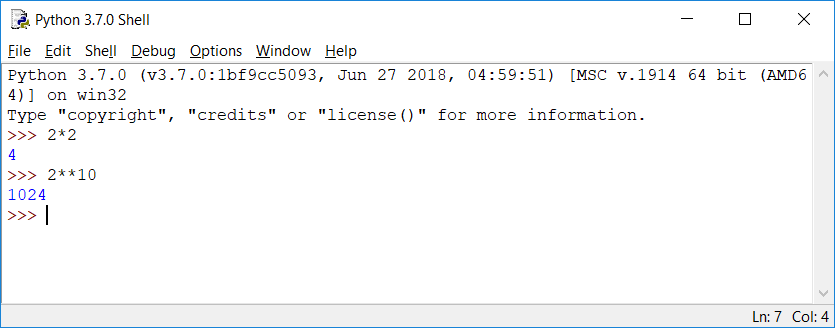 Python 3.7.0 Shell
File Edit Shell Debug Options Window Help
Python 3.7.0 (v3.7.0:1bf9cc5093, Jun 27 2018, 04:59:51) [MSC v.1914 64 bit (AMD6
4)] on win32
Type "copyright", "credits" or "license()" for more information.
>>> 2*2
4
>>> 2**10
1024
>>>
Ln: 7 Col: 4